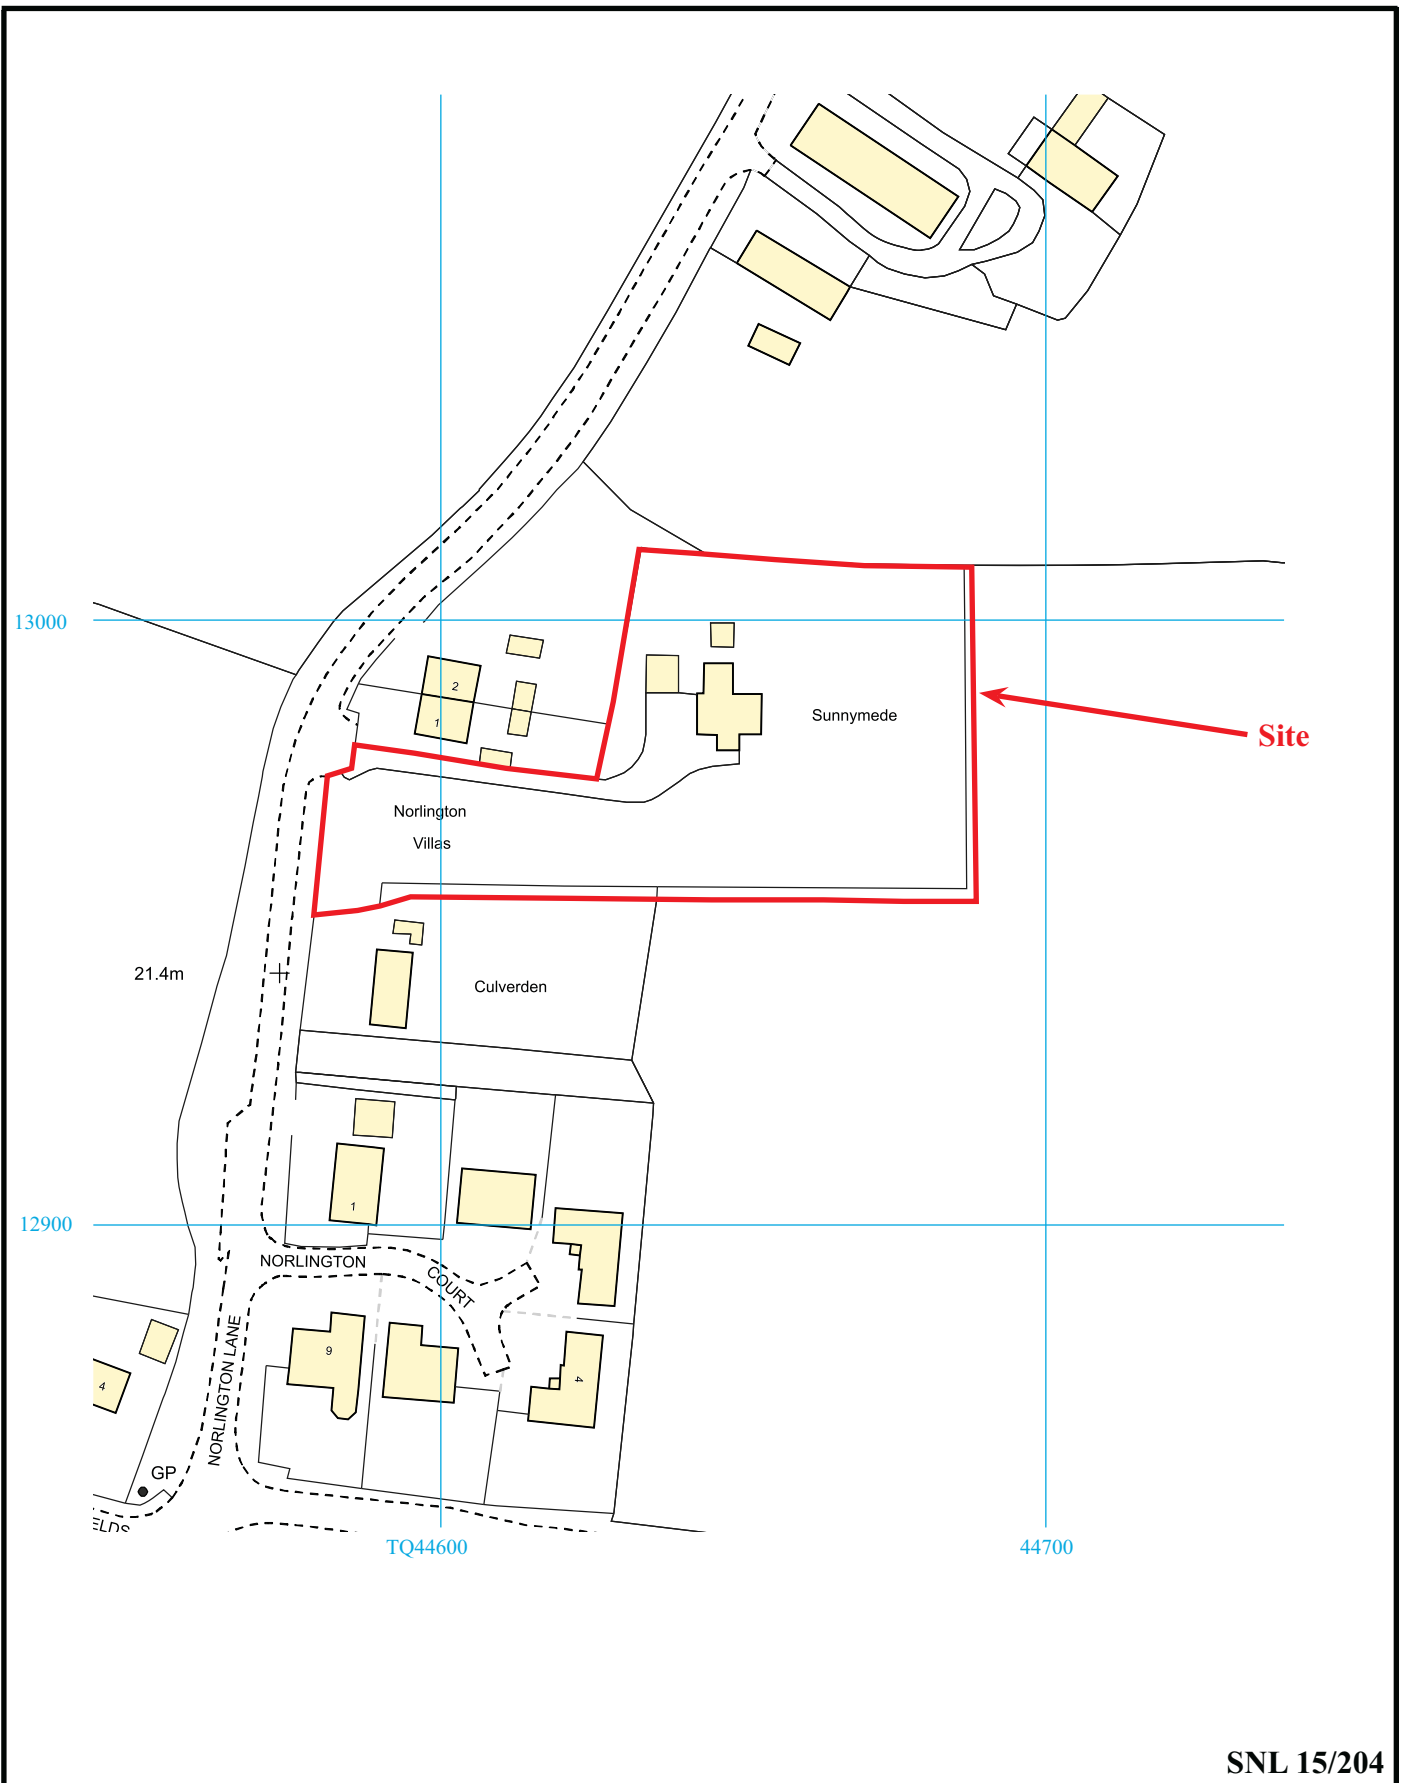 13000
2
1
Sunnymede
Site
Norlington
Villas
21.4m
Culverden
1
12900
NORLINGTON
COURT
NORLINGTON LANE
9
4
4
GP
ELDS
TQ44600
44700
SNL 15/204